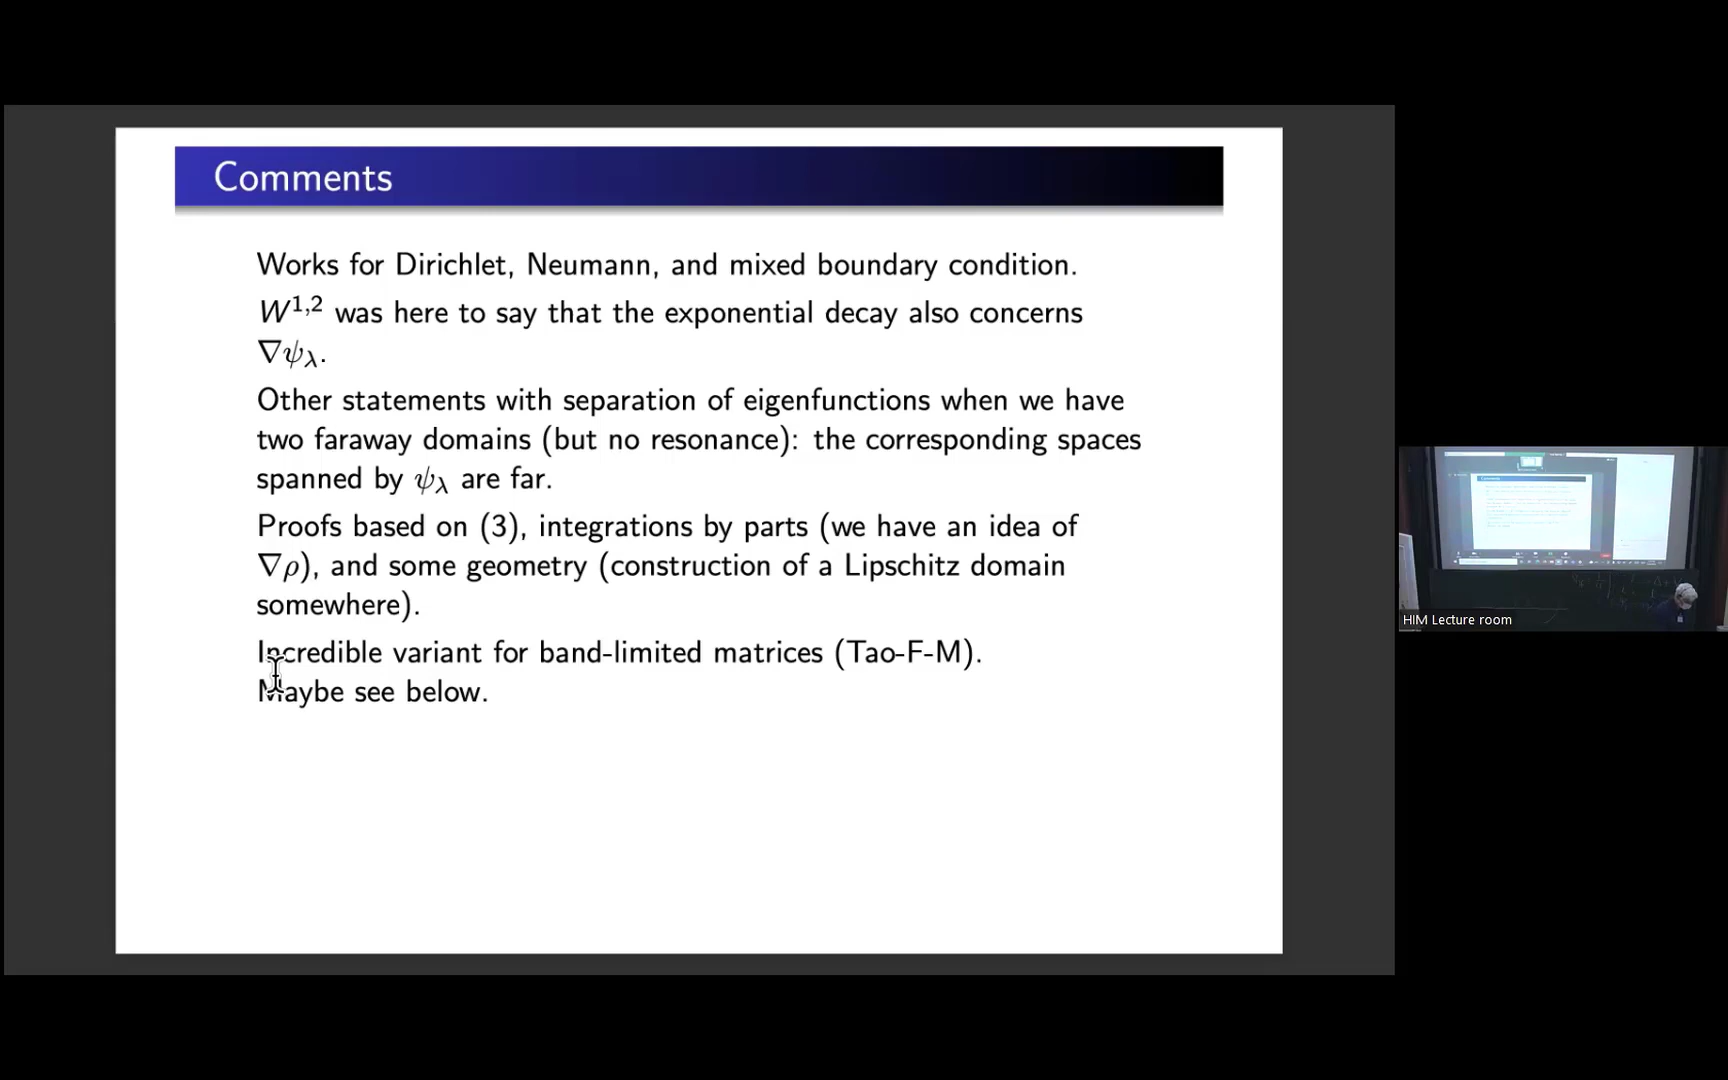 Comments
Works for Dirichlet, Neumann, and mixed boundary condition.
W^{1,2} was here to say that the exponential decay also concerns
∇ψ_λ.
Other statements with separation of eigenfunctions when we have
two faraway domains (but no resonance): the corresponding spaces
spanned by ψ_λ are far.
Proofs based on (3), integrations by parts (we have an idea of
∇ρ), and some geometry (construction of a Lipschitz domain
somewhere).
Incredible variant for band-limited matrices (Tao-F-M).
Maybe see below.
HIM Lecture room